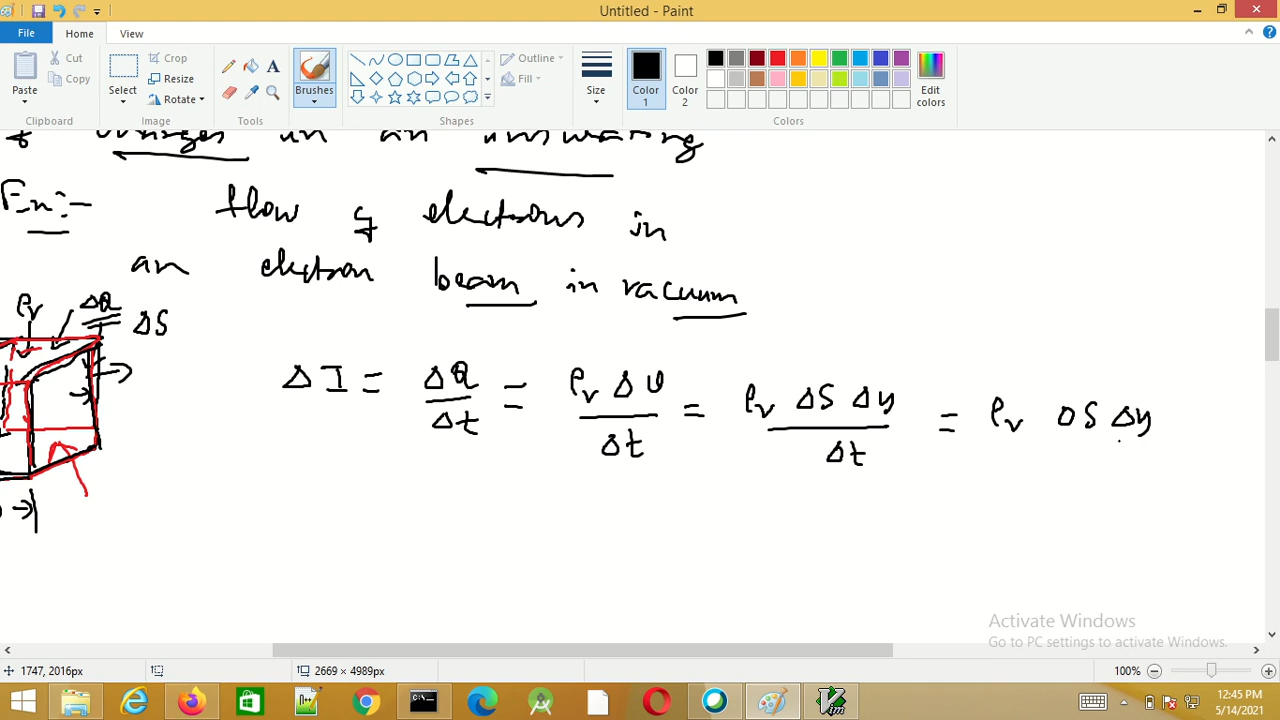 Untitled - Paint
File Home View
Paste Cut Copy Clipboard
Select Crop Resize Rotate Image
Tools
Brushes
Outline Fill Shapes
Size
Color 1 Color 2 Edit colors Colors
in an insulating
Ex:- flow of electrons in
an electron beam in vacuum
ρv ΔQ
ΔS
ΔI = ΔQ/Δt = ρv Δv/Δt = ρv ΔS Δy/Δt = ρv ΔS Δy
Activate Windows
Go to PC settings to activate Windows.
1747, 2016px 2669 × 4989px 100%
12:45 PM
5/14/2021